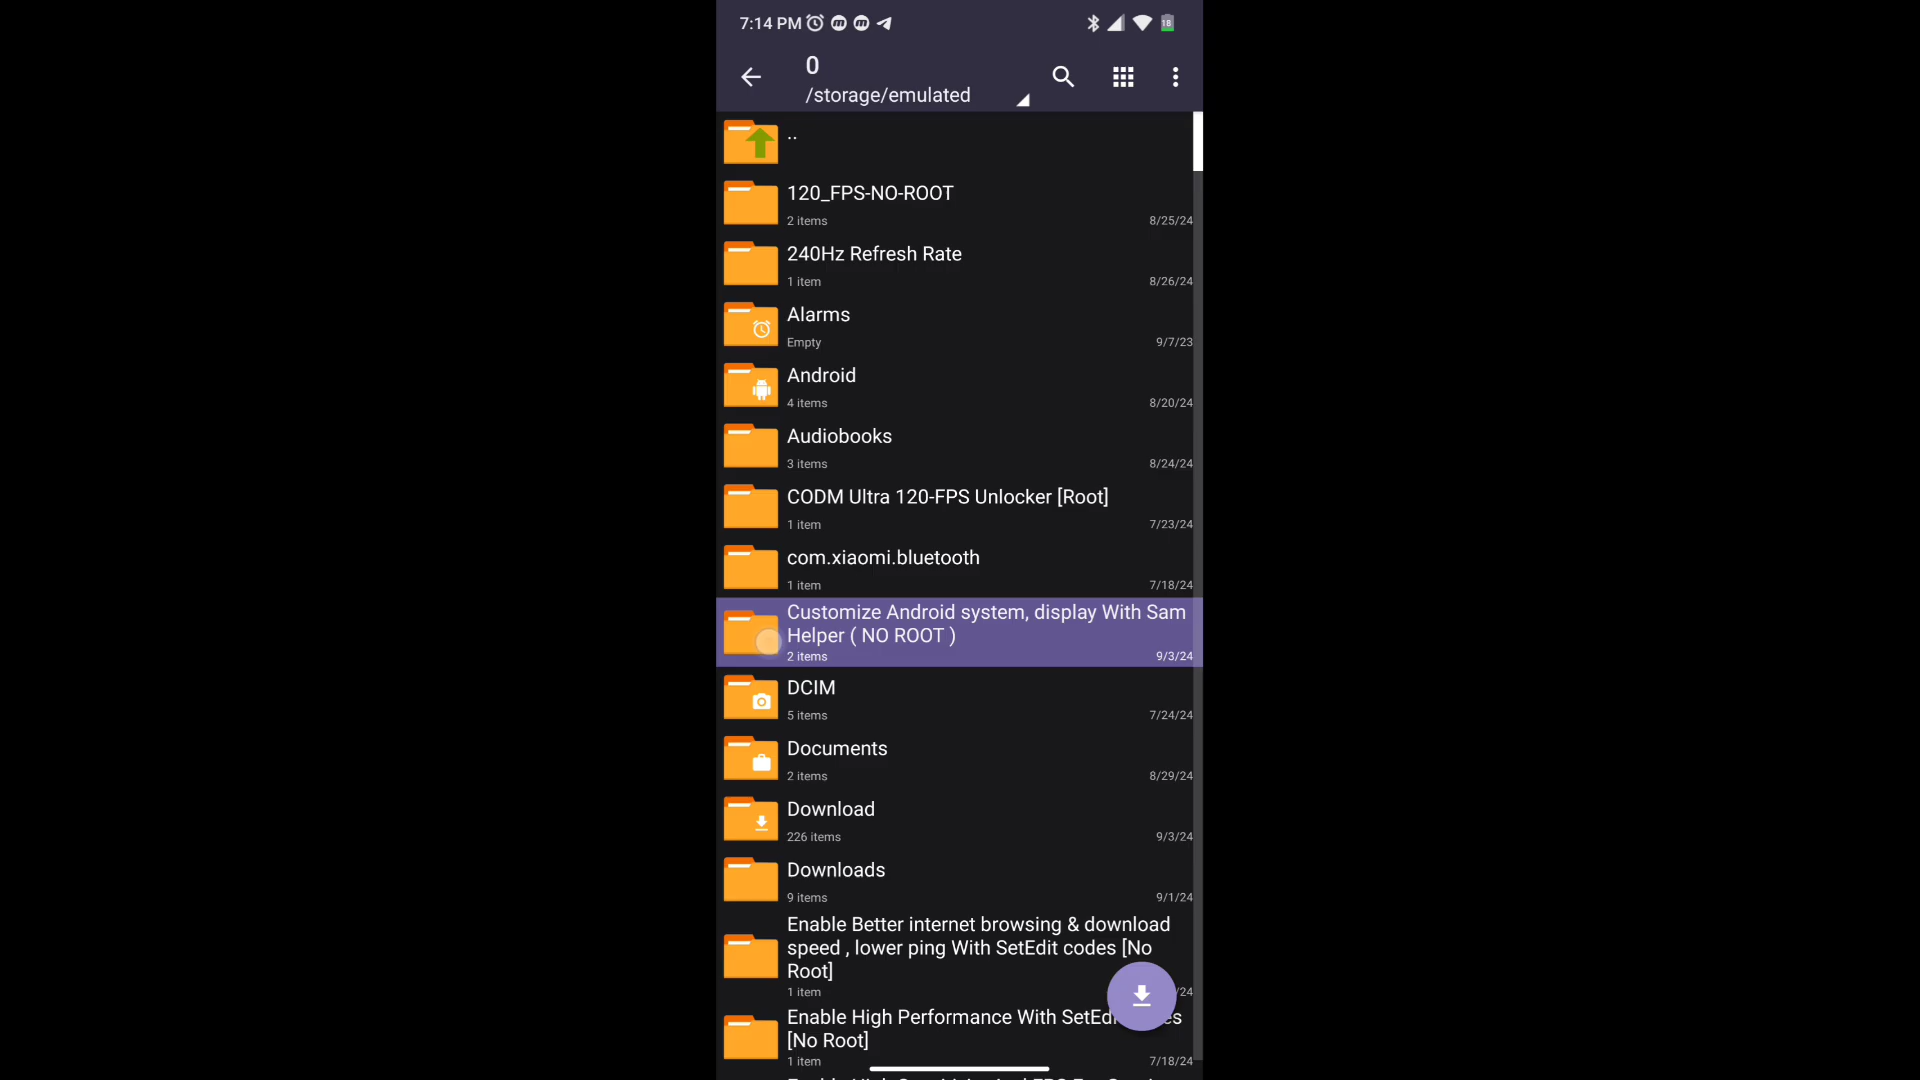 7:14 PM
18
0
/storage/emulated
..
120_FPS-NO-ROOT
2 items
8/25/24
240Hz Refresh Rate
1 item
8/26/24
Alarms
Empty
9/7/23
Android
4 items
8/20/24
Audiobooks
3 items
8/24/24
CODM Ultra 120-FPS Unlocker [Root]
1 item
7/23/24
com.xiaomi.bluetooth
1 item
7/18/24
Customize Android system, display With Sam
Helper ( NO ROOT )
2 items
9/3/24
DCIM
5 items
7/24/24
Documents
2 items
8/29/24
Download
226 items
9/3/24
Downloads
9 items
9/1/24
Enable Better internet browsing & download
speed , lower ping With SetEdit codes [No
Root]
1 item
/24
Enable High Performance With
[No Root]
1 item
7/18/24